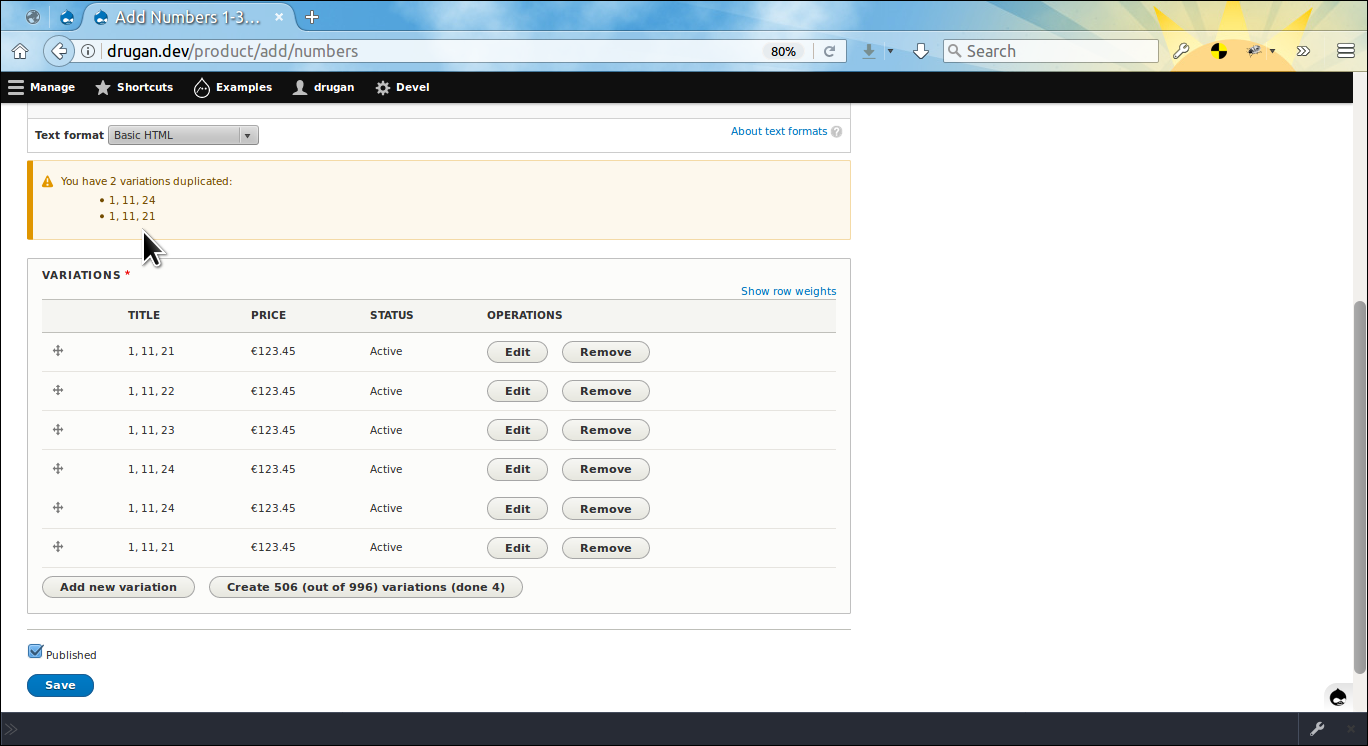 Add Numbers 1-3...
drugan.dev/product/add/numbers 80% Search
Manage Shortcuts Examples drugan Devel
Text format Basic HTML About text formats ?
You have 2 variations duplicated:
• 1, 11, 24
• 1, 11, 21
VARIATIONS *
Show row weights
TITLE PRICE STATUS OPERATIONS
1, 11, 21 €123.45 Active Edit Remove
1, 11, 22 €123.45 Active Edit Remove
1, 11, 23 €123.45 Active Edit Remove
1, 11, 24 €123.45 Active Edit Remove
1, 11, 24 €123.45 Active Edit Remove
1, 11, 21 €123.45 Active Edit Remove
Add new variation Create 506 (out of 996) variations (done 4)
Published
Save